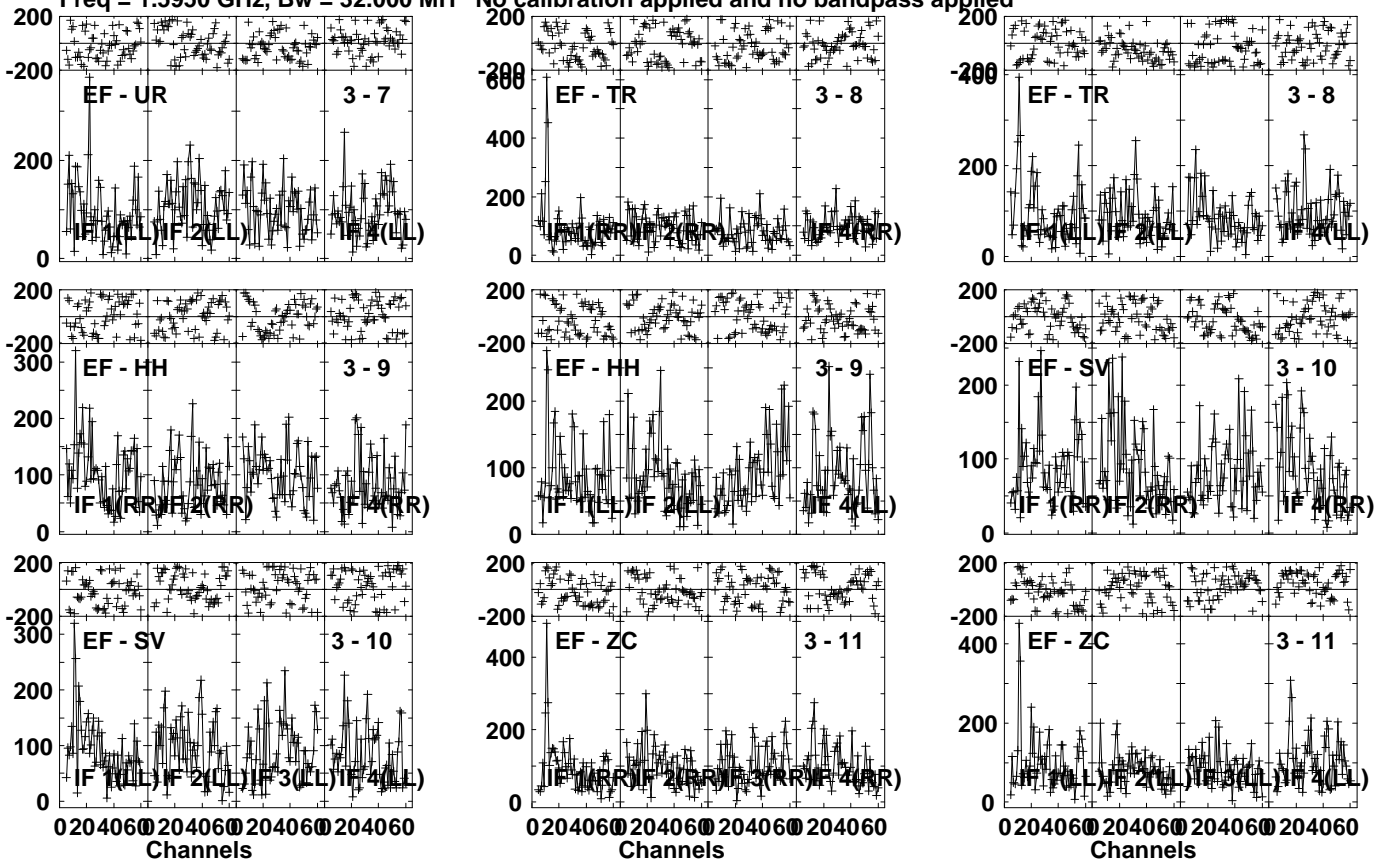 Freq = 1.5950 GHz, Bw = 32.000 MH No calibration applied and no bandpass applied
200
-200
EF - UR 3 - 7
200
0
IF 1(LL) IF 2(LL) IF 4(LL)
200
-200
600
EF - TR 3 - 8
400
200
0
IF 1(RR) IF 2(RR) IF 4(RR)
200
-200
400
EF - TR 3 - 8
200
0
IF 1(LL) IF 2(LL) IF 4(LL)
200
-200
300
EF - HH 3 - 9
200
100
0
IF 1(RR) IF 2(RR) IF 4(RR)
200
-200
EF - HH 3 - 9
200
100
0
IF 1(LL) IF 2(LL) IF 4(LL)
200
-200
EF - SV 3 - 10
200
100
0
IF 1(RR) IF 2(RR) IF 4(RR)
200
-200
300
EF - SV 3 - 10
200
100
0
IF 1(LL) IF 2(LL) IF 3(LL) IF 4(LL)
0 20 40 60 0 20 40 60 0 20 40 60 0 20 40 60
Channels
200
-200
EF - ZC 3 - 11
400
200
0
IF 1(RR) IF 2(RR) IF 3(RR) IF 4(RR)
0 20 40 60 0 20 40 60 0 20 40 60 0 20 40 60
Channels
200
-200
EF - ZC 3 - 11
400
200
0
IF 1(LL) IF 2(LL) IF 3(LL) IF 4(LL)
0 20 40 60 0 20 40 60 0 20 40 60 0 20 40 60
Channels